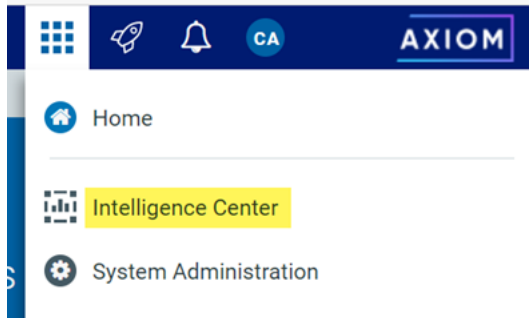 CA
AXIOM
Home
Intelligence Center
System Administration
S